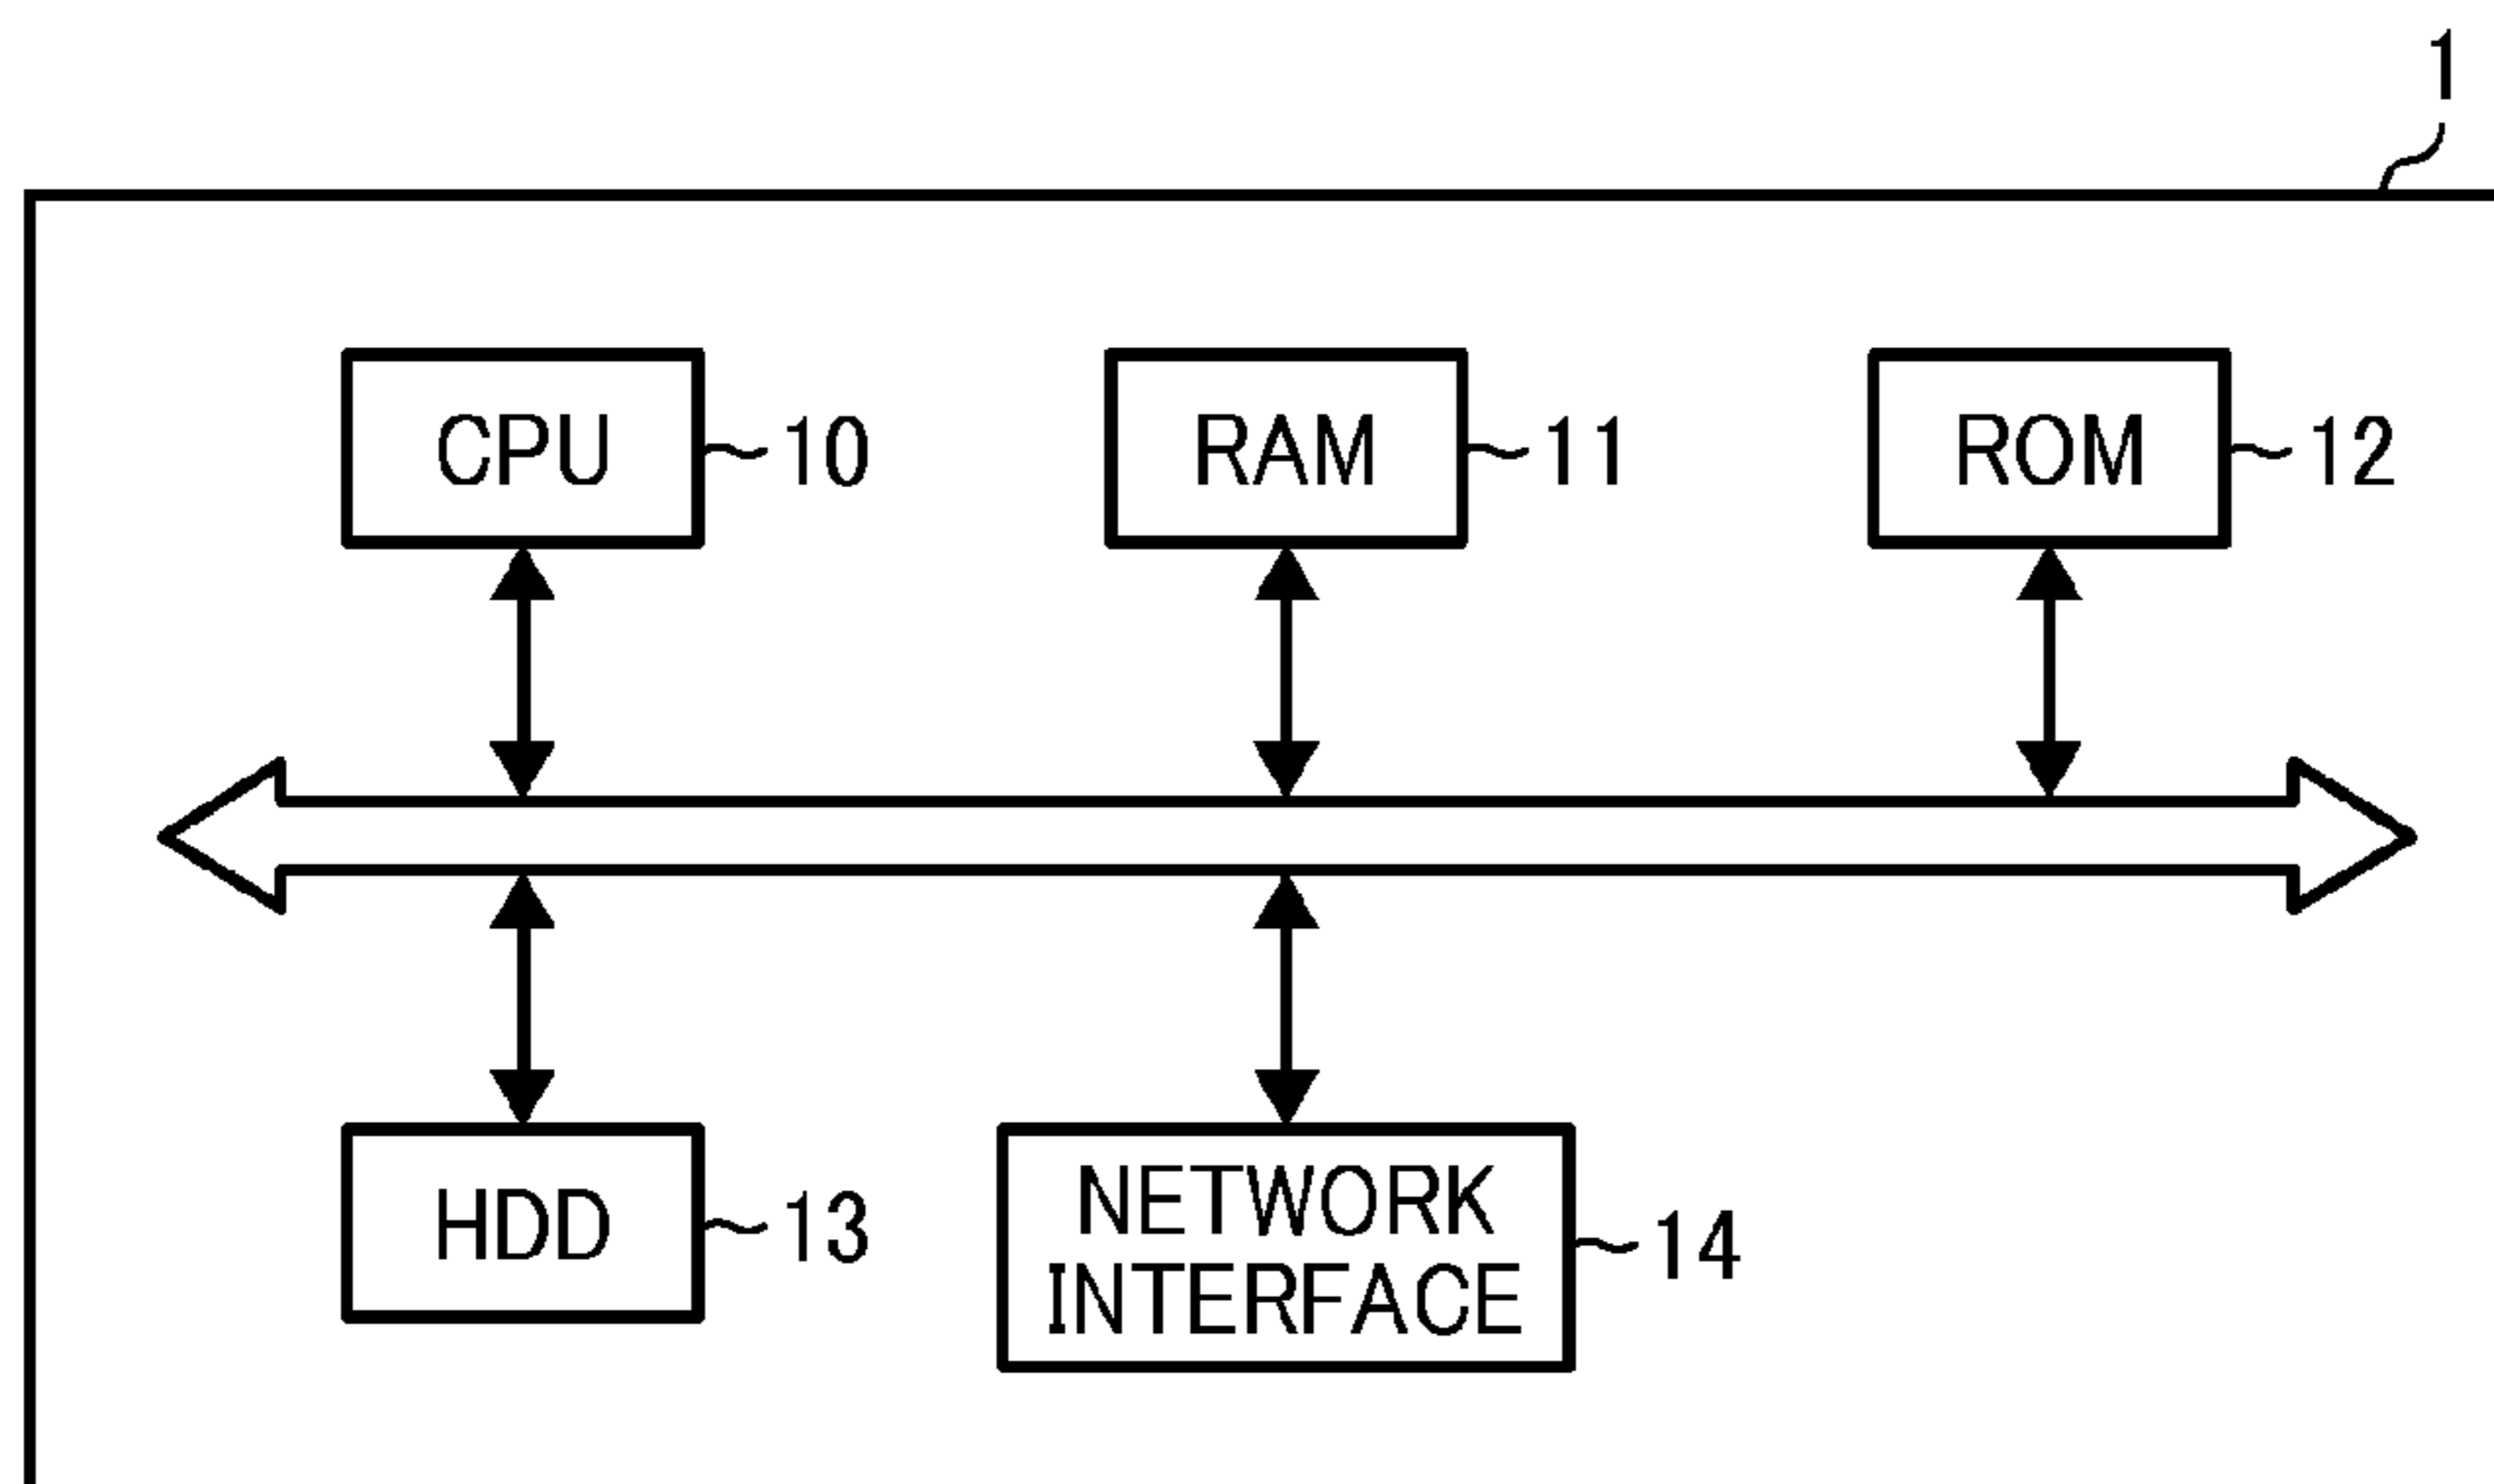 1
CPU 10
RAM 11
ROM 12
HDD 13
NETWORK
INTERFACE
14